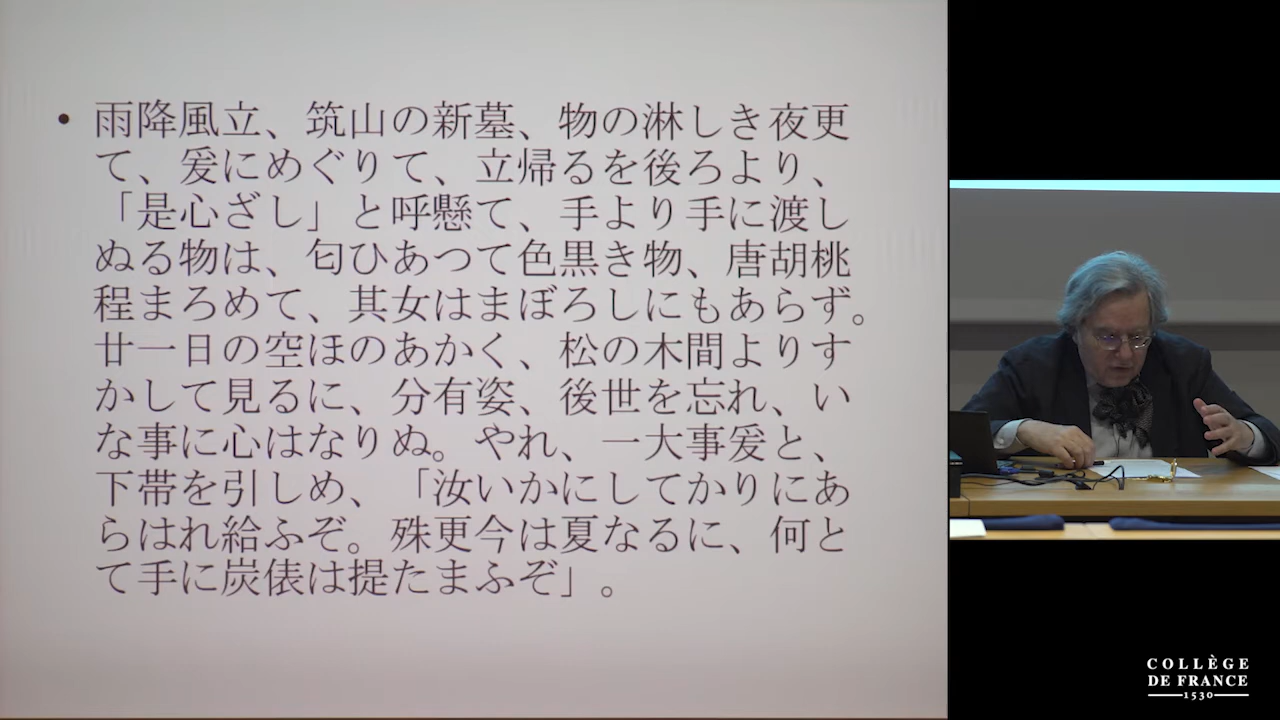 • 雨降風立、筑山の新墓、物の淋しき夜更
て、爰にめぐりて、立帰るを後ろより、
「是心ざし」と呼懸て、手より手に渡し
ぬる物は、匂ひあつて色黒き物、唐胡桃
程まろめて、其女はまぼろしにもあらず。
廿一日の空ほのあかく、松の木間よりす
かして見るに、分有姿、後世を忘れ、い
な事に心はなりぬ。やれ、一大事爰と、
下帯を引しめ、「汝いかにしてかりにあ
らはれ給ふぞ。殊更今は夏なるに、何と
て手に炭俵は提たまふぞ」。
COLLÈGE
DE FRANCE
1530